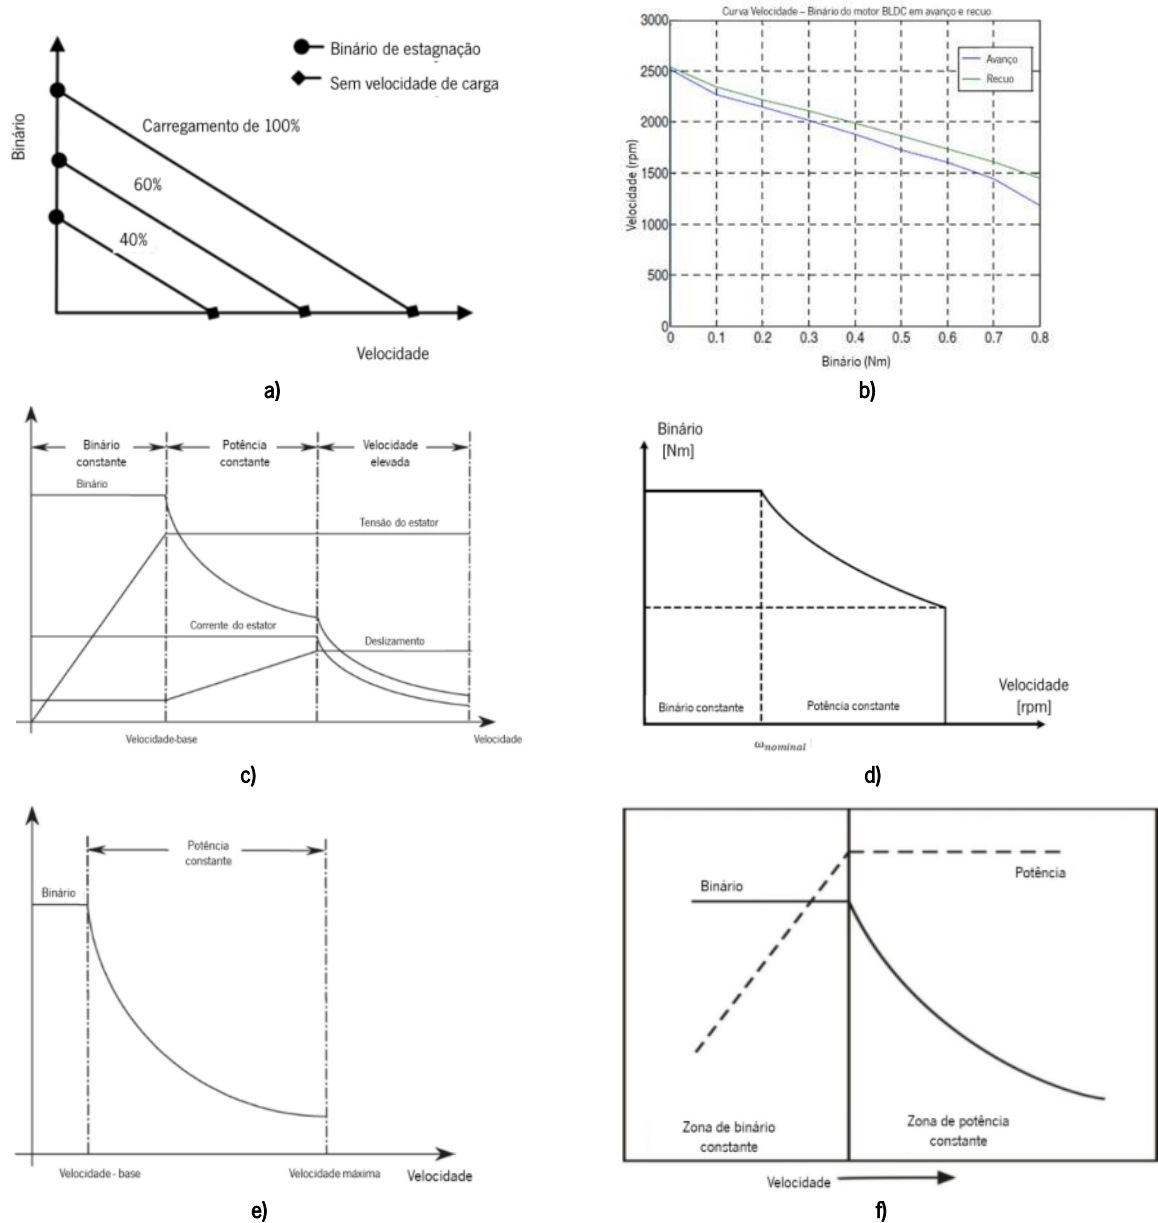 Binário de estagnação
Sem velocidade de carga
Binário
Carregamento de 100%
60%
40%
Velocidade
a)
Curva Velocidade – Binário do motor BLDC em avanço e recuo
3000
2500
2000
1500
1000
500
0
Velocidade (rpm)
Avanço
Recuo
0 0.1 0.2 0.3 0.4 0.5 0.6 0.7 0.8
Binário (Nm)
b)
Binário
constante
Potência
constante
Velocidade
elevada
Binário
Tensão do estator
Corrente do estator
Deslizamento
Velocidade-base
Velocidade
c)
Binário
[Nm]
Velocidade
[rpm]
Binário constante
Potência constante
ωnominal
d)
Potência
constante
Binário
Velocidade - base
Velocidade máxima
Velocidade
e)
Binário
Potência
Zona de binário
constante
Zona de potência
constante
Velocidade
f)